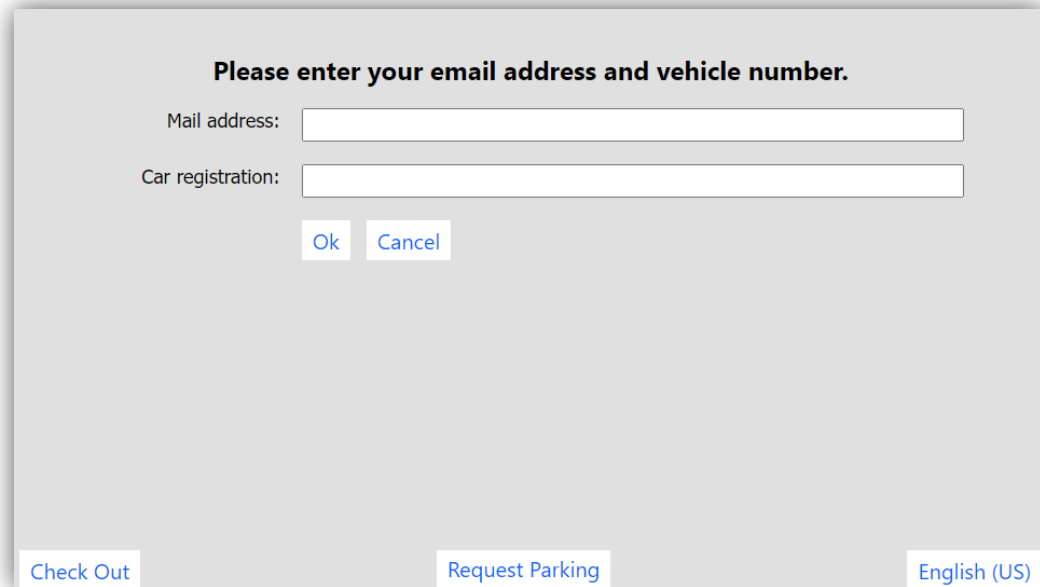 Please enter your email address and vehicle number.
Mail address:
Car registration:
Ok Cancel
Check Out Request Parking English (US)